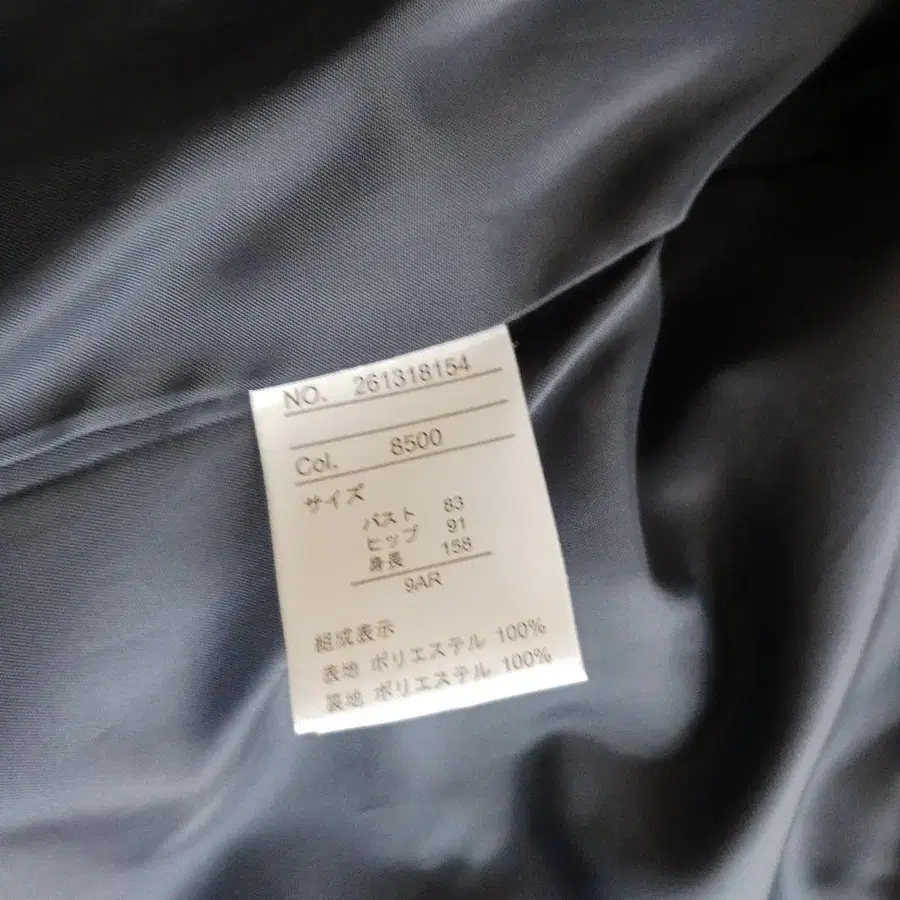 NO. 261318154
Col. 8500
サイズ
バスト 83
ヒップ 91
身長 158
9AR
組成表示
表地 ポリエステル 100%
裏地 ポリエステル 100%